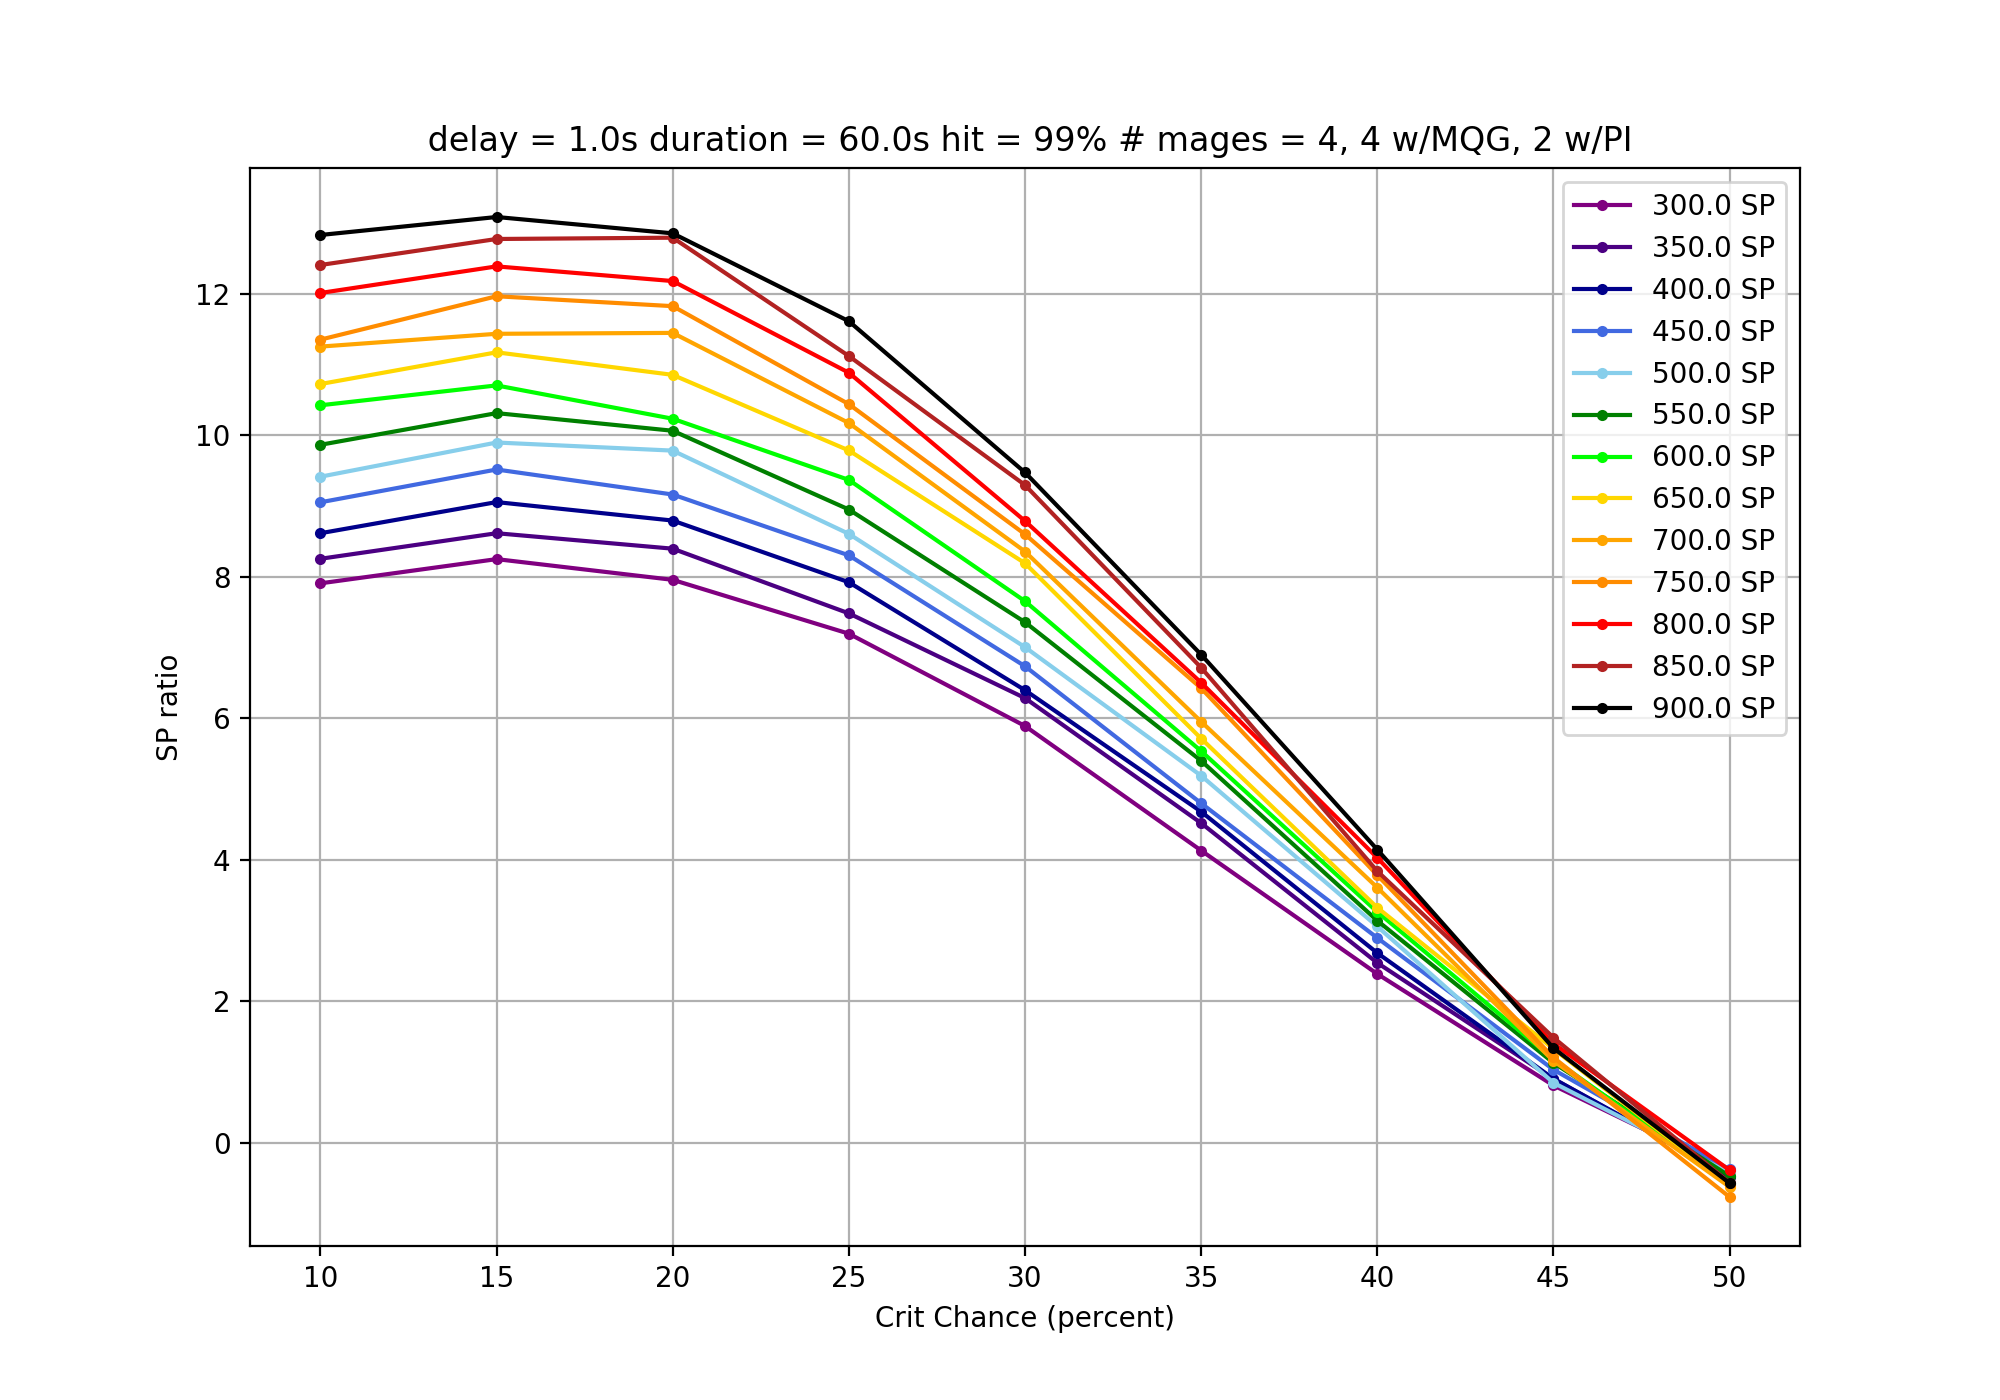 delay = 1.0s duration = 60.0s hit = 99% # mages = 4, 4 w/MQG, 2 w/PI
300.0 SP
350.0 SP
400.0 SP
450.0 SP
500.0 SP
550.0 SP
600.0 SP
650.0 SP
700.0 SP
750.0 SP
800.0 SP
850.0 SP
900.0 SP
SP ratio
12
10
8
6
4
2
0
10 15 20 25 30 35 40 45 50
Crit Chance (percent)